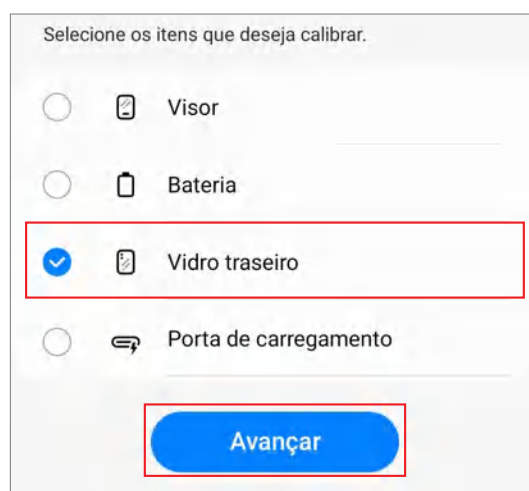 Selecione os itens que deseja calibrar.
Visor
Bateria
Vidro traseiro
Porta de carregamento
Avançar